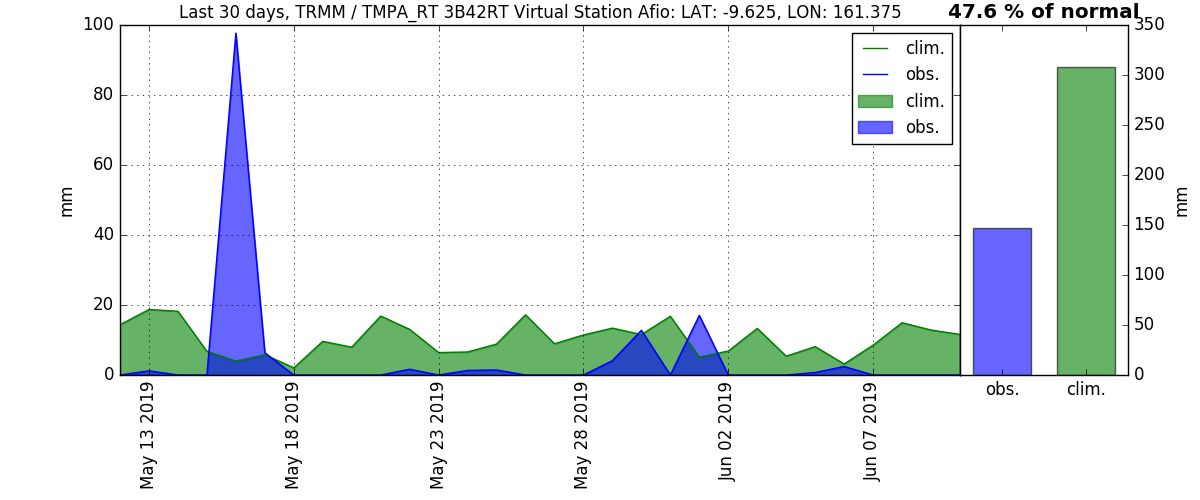 Last 30 days, TRMM / TMPA_RT 3B42RT Virtual Station Afio: LAT: -9.625, LON: 161.375
47.6 % of normal
100
80
60
40
20
0
mm
clim.
obs.
clim.
obs.
350
300
250
200
150
100
50
0
mm
May 13 2019
May 18 2019
May 23 2019
May 28 2019
Jun 02 2019
Jun 07 2019
obs.
clim.